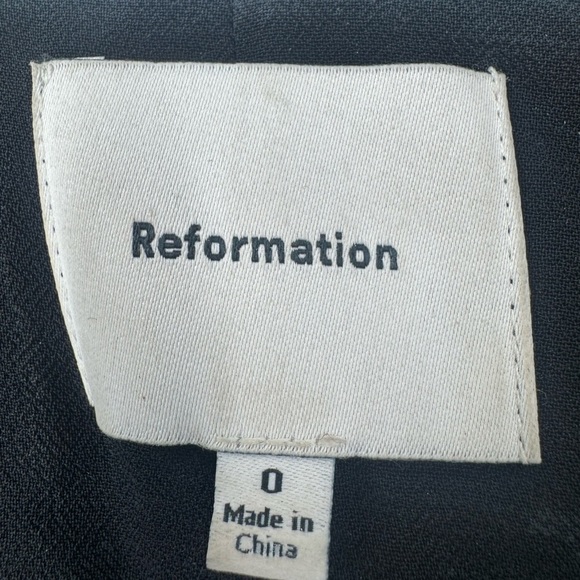 Reformation
0
Made in
China